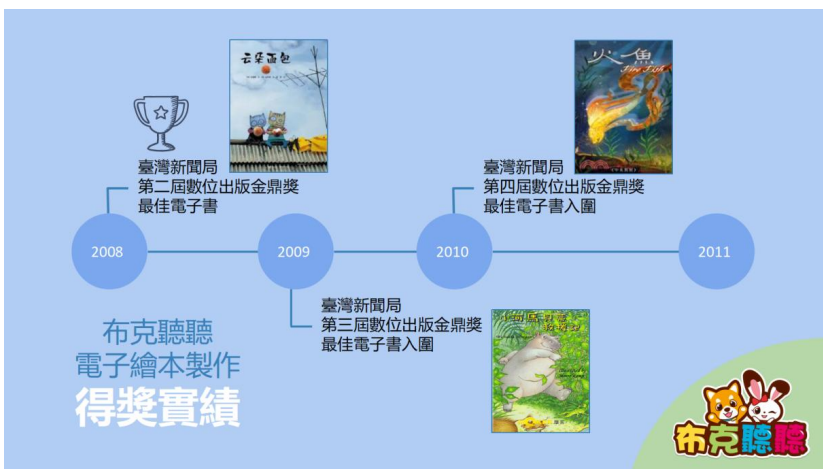 云朵面包
火魚
Fire Fish
臺灣新聞局
第二屆數位出版金鼎獎
最佳電子書
臺灣新聞局
第四屆數位出版金鼎獎
最佳電子書入圍
2008
2009
2010
2011
臺灣新聞局
第三屆數位出版金鼎獎
最佳電子書入圍
布克聽聽
電子繪本製作
得獎實績
布克聽聽